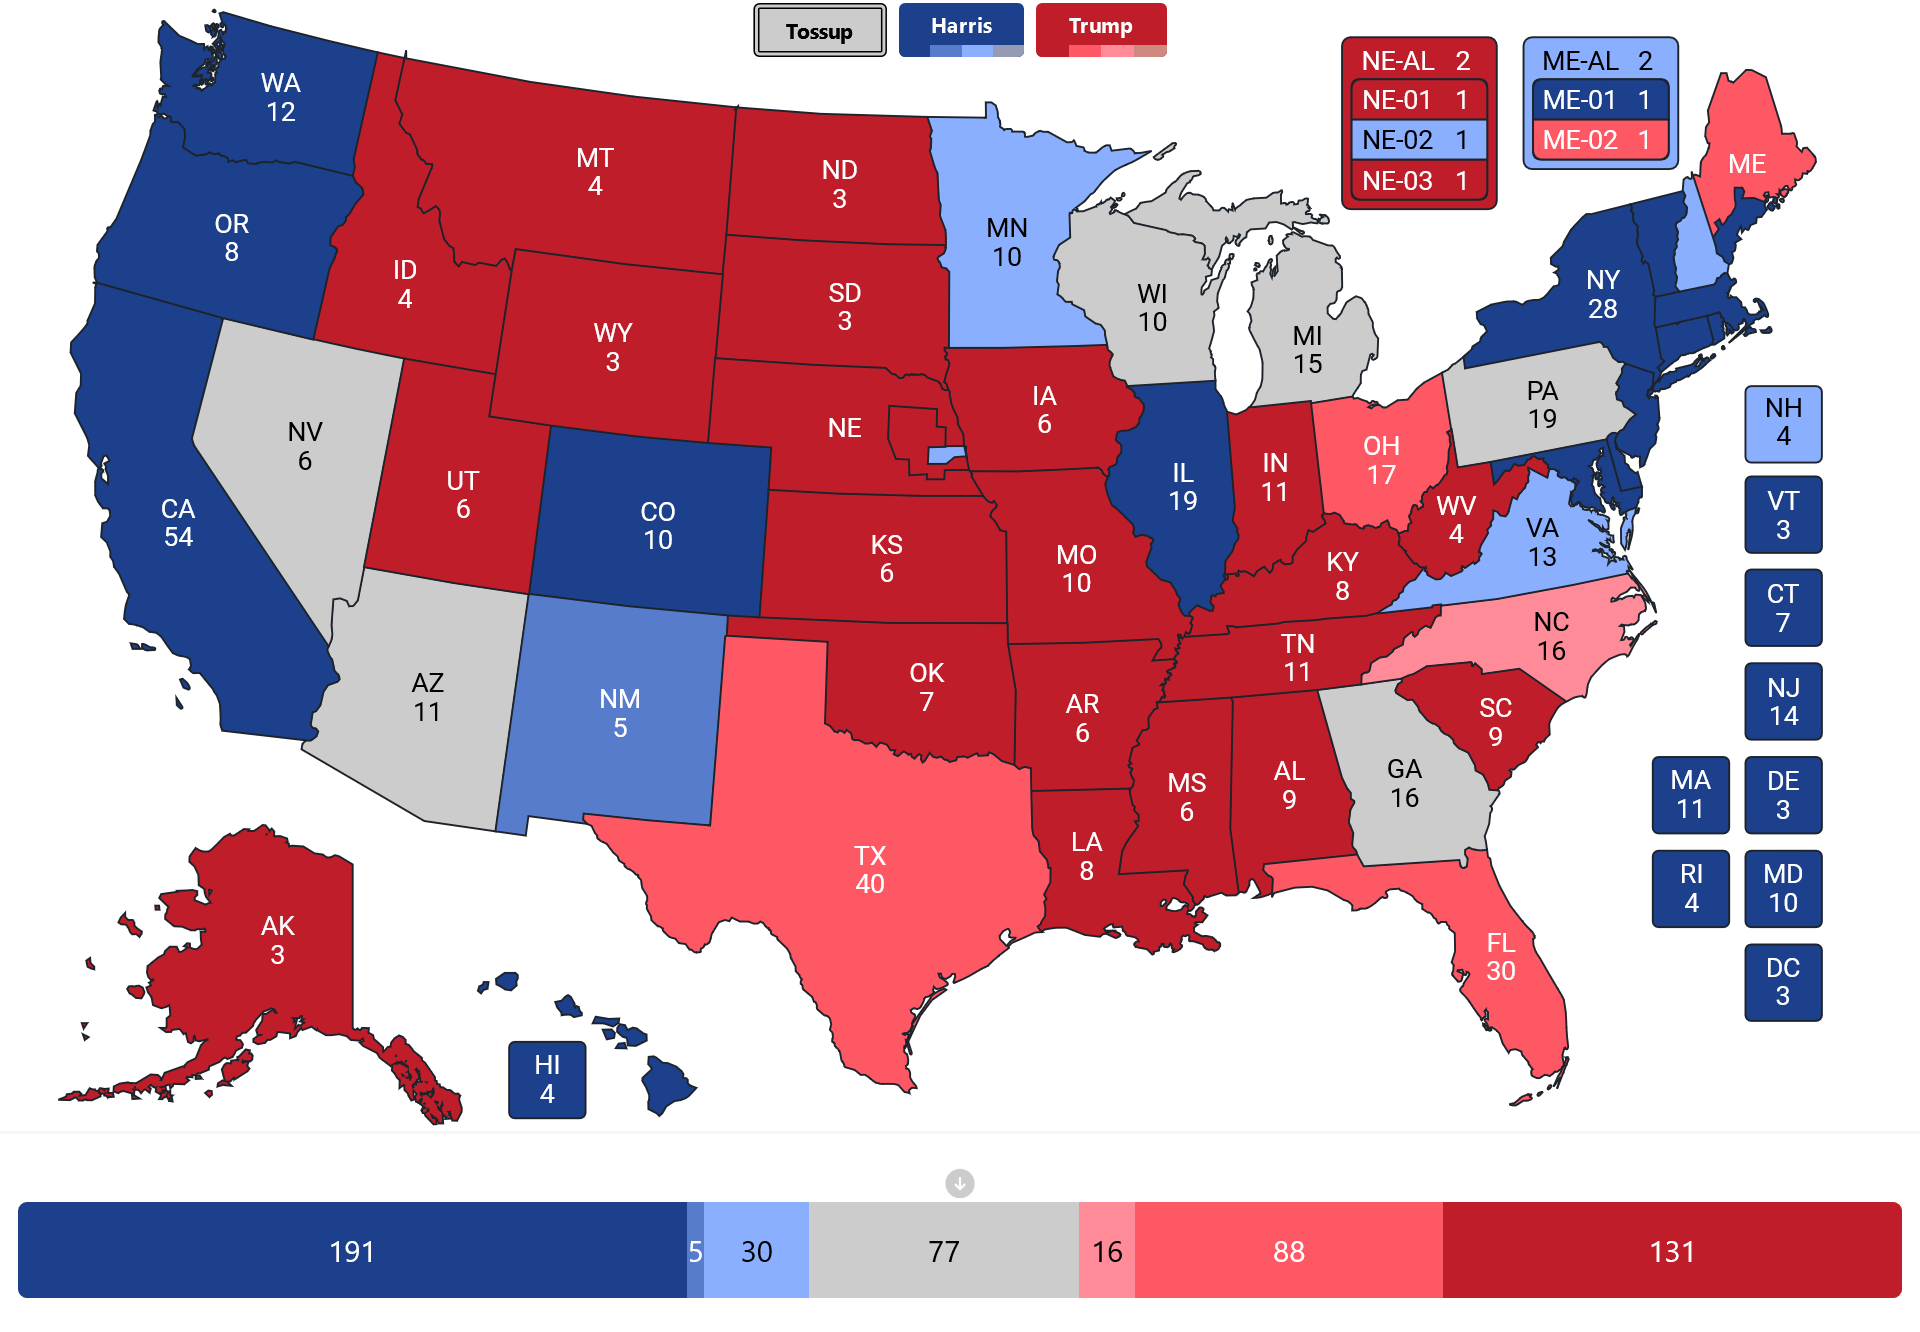 Tossup
Harris
Trump
NE-AL 2
NE-01 1
NE-02 1
NE-03 1
ME-AL 2
ME-01 1
ME-02 1
WA
12
OR
8
CA
54
NV
6
ID
4
MT
4
WY
3
UT
6
AZ
11
CO
10
NM
5
ND
3
SD
3
NE
KS
6
OK
7
TX
40
MN
10
IA
6
MO
10
AR
6
LA
8
WI
10
IL
19
MI
15
IN
11
OH
17
KY
8
TN
11
MS
6
AL
9
GA
16
FL
30
SC
9
NC
16
VA
13
WV
4
PA
19
NY
28
ME
NH
4
VT
3
CT
7
NJ
14
MA
11
DE
3
RI
4
MD
10
DC
3
AK
3
HI
4
191
5
30
77
16
88
131